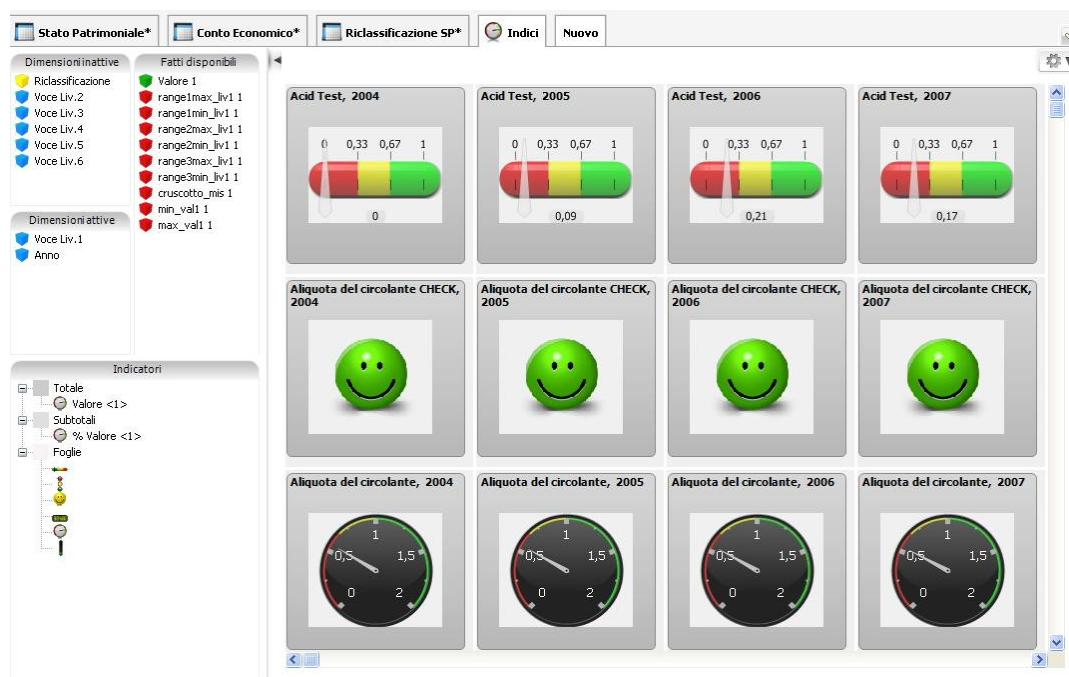 Stato Patrimoniale* Conto Economico* Riclassificazione SP* Indici Nuovo
Dimensioni inattive
Riclassificazione
Voce Liv.2
Voce Liv.3
Voce Liv.4
Voce Liv.5
Voce Liv.6
Fatti disponibili
Valore 1
range1max_liv1 1
range1min_liv1 1
range2max_liv1 1
range2min_liv1 1
range3max_liv1 1
range3min_liv1 1
cruscotto_mis 1
min_val1 1
max_val1 1
Dimensioni attive
Voce Liv.1
Anno
Indicatori
Totale
Valore <1>
Subtotali
% Valore <1>
Foglie
Acid Test, 2004
0 0,33 0,67 1
0
Acid Test, 2005
0 0,33 0,67 1
0,09
Acid Test, 2006
0 0,33 0,67 1
0,21
Acid Test, 2007
0 0,33 0,67 1
0,17
Aliquota del circolante CHECK,
2004
Aliquota del circolante CHECK,
2005
Aliquota del circolante CHECK,
2006
Aliquota del circolante CHECK,
2007
Aliquota del circolante, 2004
1
0,5 1,5
0 2
Aliquota del circolante, 2005
1
0,5 1,5
0 2
Aliquota del circolante, 2006
1
0,5 1,5
0 2
Aliquota del circolante, 2007
1
0,5 1,5
0 2